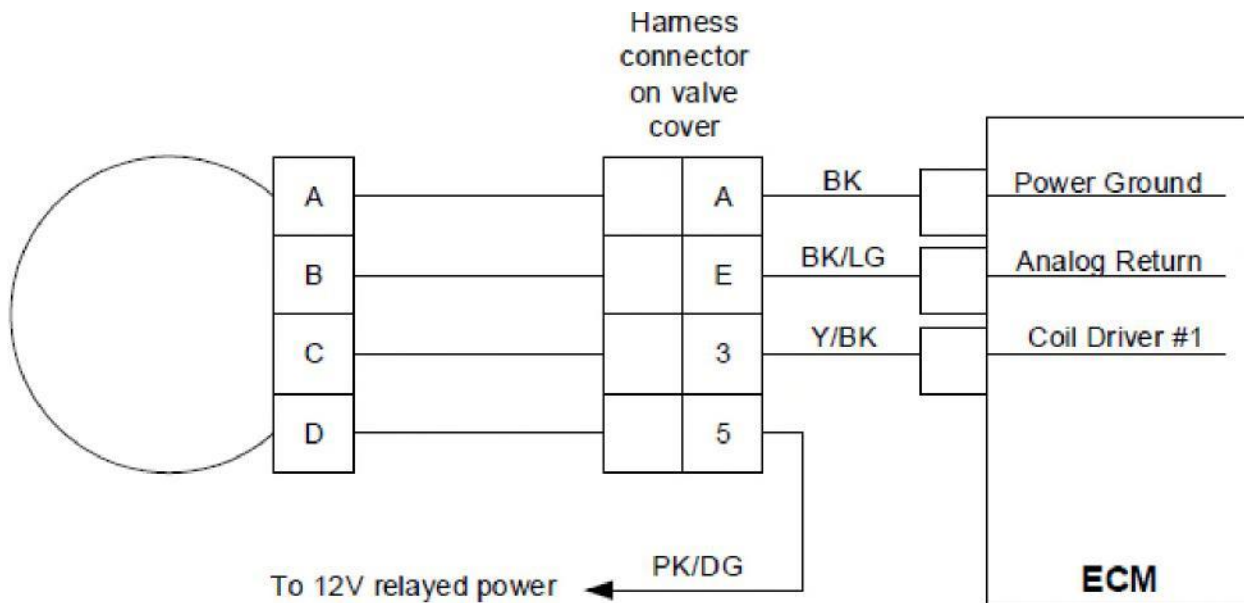 Harness
connector
on valve
cover
A A BK Power Ground
B E BK/LG Analog Return
C 3 Y/BK Coil Driver #1
D 5
PK/DG
To 12V relayed power
ECM